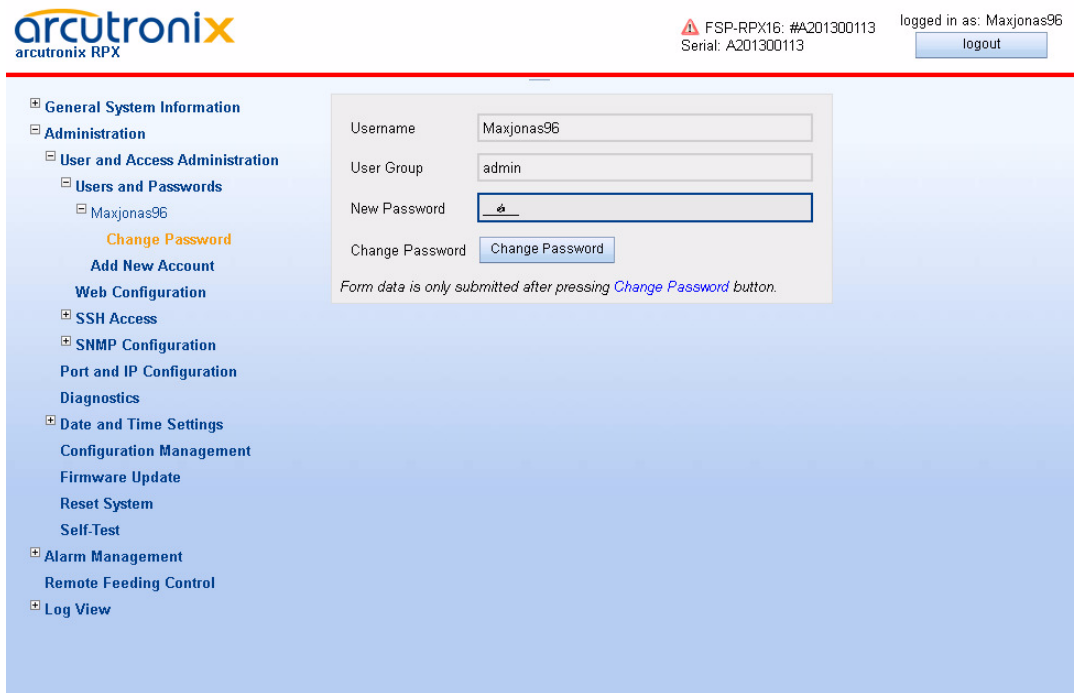 arcutronix
arcutronix RPX
FSP-RPX16: #A201300113
Serial: A201300113
logged in as: Maxjonas96
logout
General System Information
Administration
User and Access Administration
Users and Passwords
Maxjonas96
Change Password
Add New Account
Web Configuration
SSH Access
SNMP Configuration
Port and IP Configuration
Diagnostics
Date and Time Settings
Configuration Management
Firmware Update
Reset System
Self-Test
Alarm Management
Remote Feeding Control
Log View
Username Maxjonas96
User Group admin
New Password
Change Password Change Password
Form data is only submitted after pressing Change Password button.